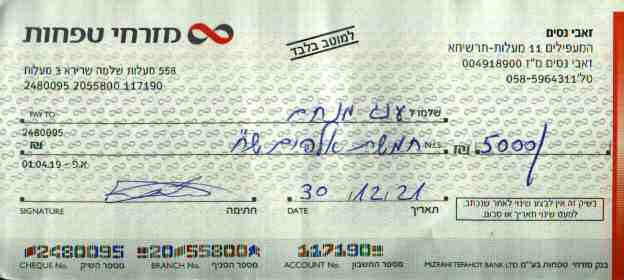 זאבי נסים
המעפילים 11 מעלות-תרשיחא
זאבי נסים ס"ז 004918900
טל' 058-5964311
מזרחי טפחות
למוטב בלבד
558 מעלות שלמה שרירא 3 מעלות
2480095 2055800 117190
PAY TO שלמו ל
2480095
₪ 5000/ NIS חמשת אלפים ש"ח
א.פ - 01.04.19
30.12.21
SIGNATURE חתימה DATE תאריך
בשיק זה אין לבצע שינוי לאחר שנכתב,
למעט שינוי תאריך או סכום.
2480095 20 55800 117190
CHEQUE No. מספר השיק BRANCH No. מספר הסניף ACCOUNT No. מספר החשבון
MIZRAHI TEFAHOT BANK LTD. בנק מזרחי טפחות בע"מ